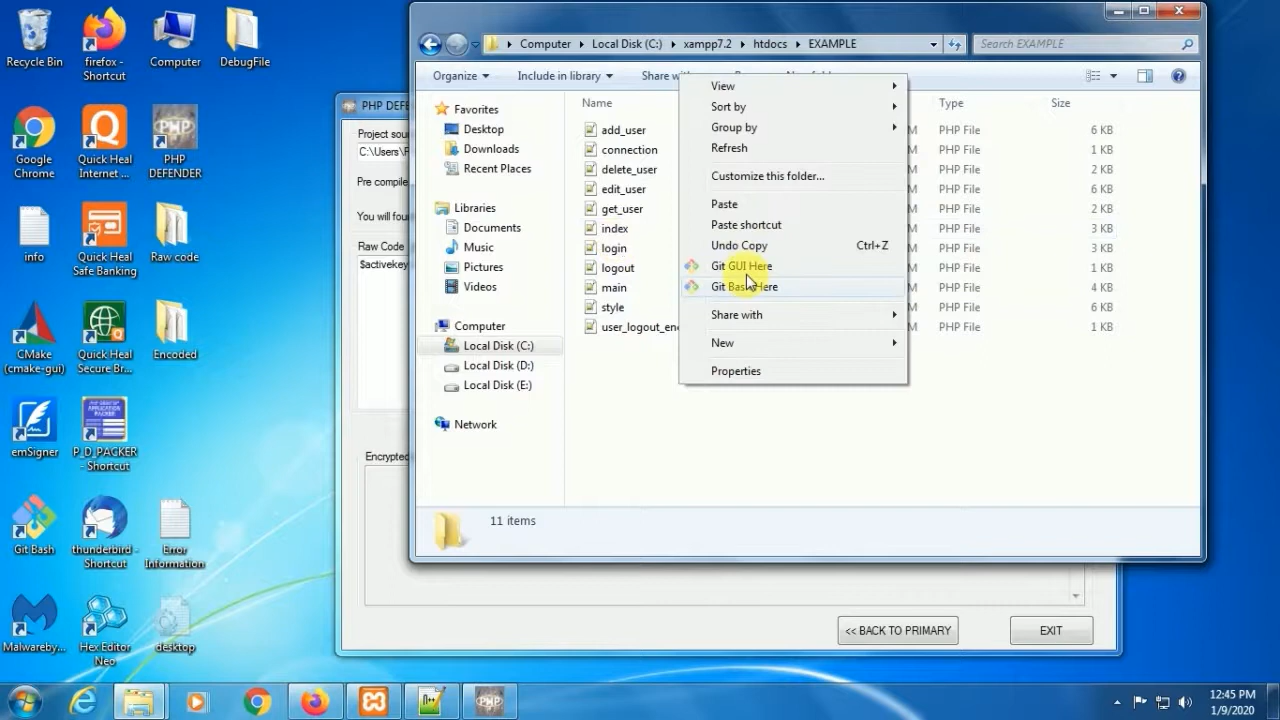 Recycle Bin
firefox -
Shortcut
Computer
DebugFile
Google
Chrome
Quick Heal
Internet ...
PHP
DEFENDER
info
Quick Heal
Safe Banking
Raw code
CMake
(cmake-gui)
Quick Heal
Secure Br...
Encoded
emSigner
P_D_PACKER
- Shortcut
Git Bash
thunderbird -
Shortcut
Error
Information
Malwareby...
Hex Editor
Neo
desktop
Computer
Local Disk (C:)
xampp7.2
htdocs
EXAMPLE
Search EXAMPLE
Organize
Include in library
Share
Favorites
Desktop
Downloads
Recent Places
Libraries
Documents
Music
Pictures
Videos
Computer
Local Disk (C:)
Local Disk (D:)
Local Disk (E:)
Network
Name
Type
Size
add_user
M
PHP File
6 KB
connection
M
PHP File
1 KB
delete_user
M
PHP File
2 KB
edit_user
M
PHP File
6 KB
get_user
M
PHP File
2 KB
index
M
PHP File
3 KB
login
M
PHP File
3 KB
logout
M
PHP File
1 KB
main
M
PHP File
4 KB
style
M
PHP File
2 KB
user_logout_en
M
PHP File
1 KB
View
Sort by
Group by
Refresh
Customize this folder...
Paste
Paste shortcut
Undo Copy
Ctrl+Z
Git GUI Here
Git Bash Here
Share with
New
Properties
11 items
PHP DEF
Project sour
C:\Users\
Pre compile
You will fou
Raw Code
$activekey
Encrypted
<< BACK TO PRIMARY
EXIT
12:45 PM
1/9/2020